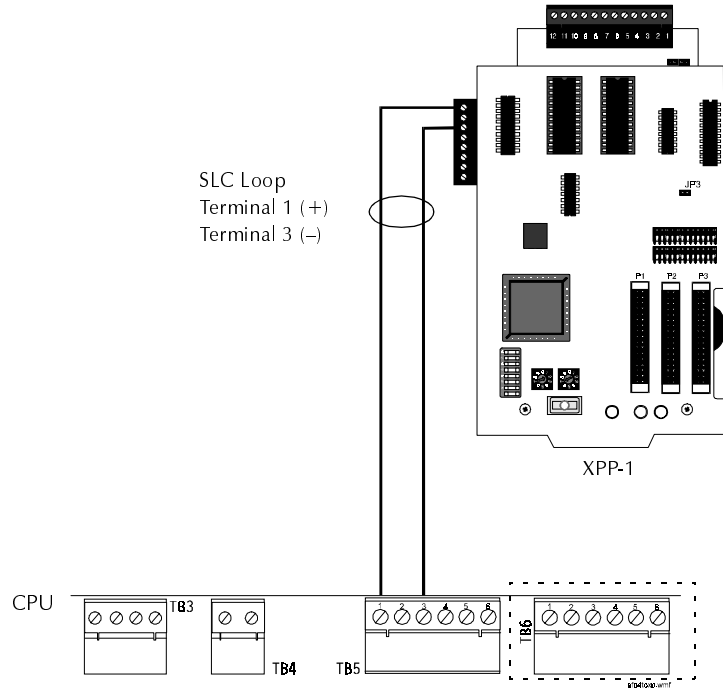 12 11 10 9 8 7 6 5 4 3 2 1
JP3
SLC Loop
Terminal 1 (+)
Terminal 3 (–)
P1 P2 P3
XPP-1
CPU
TB3
TB4
TB5
1 2 3 4 5 6
TB6
1 2 3 4 5 6